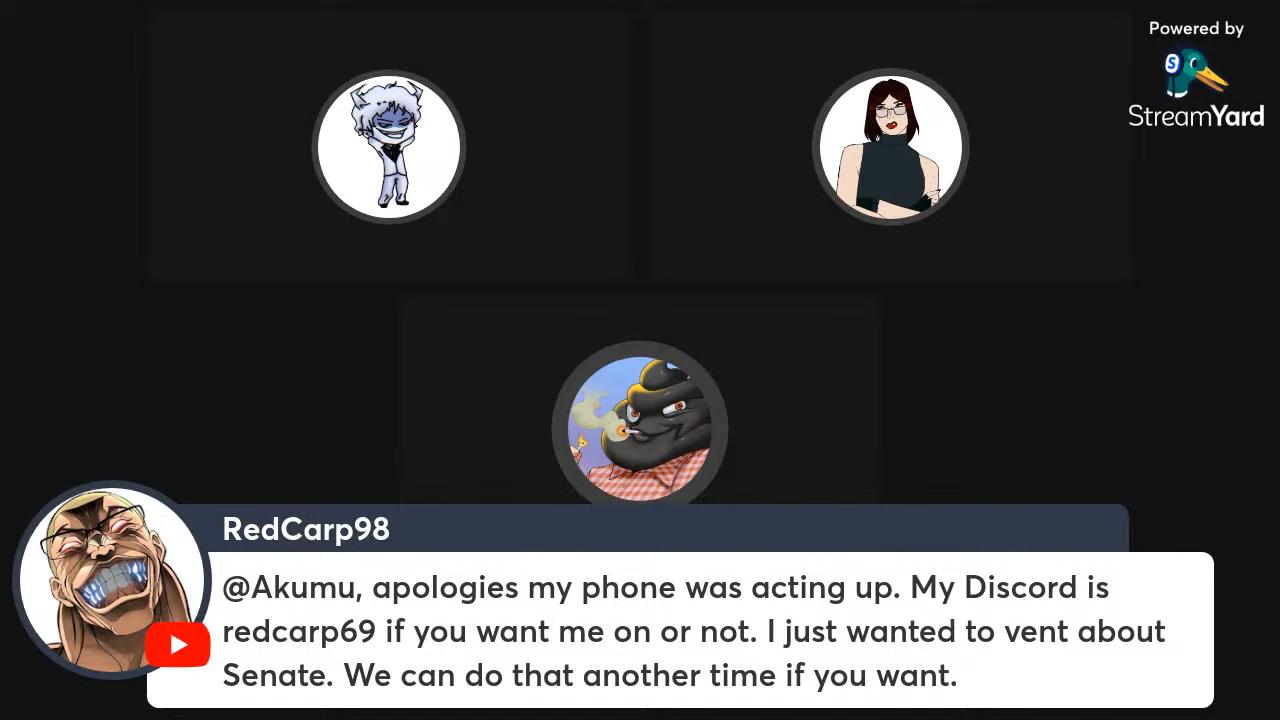 Powered by
S
StreamYard
RedCarp98
@Akumu, apologies my phone was acting up. My Discord is
redcarp69 if you want me on or not. I just wanted to vent about
Senate. We can do that another time if you want.